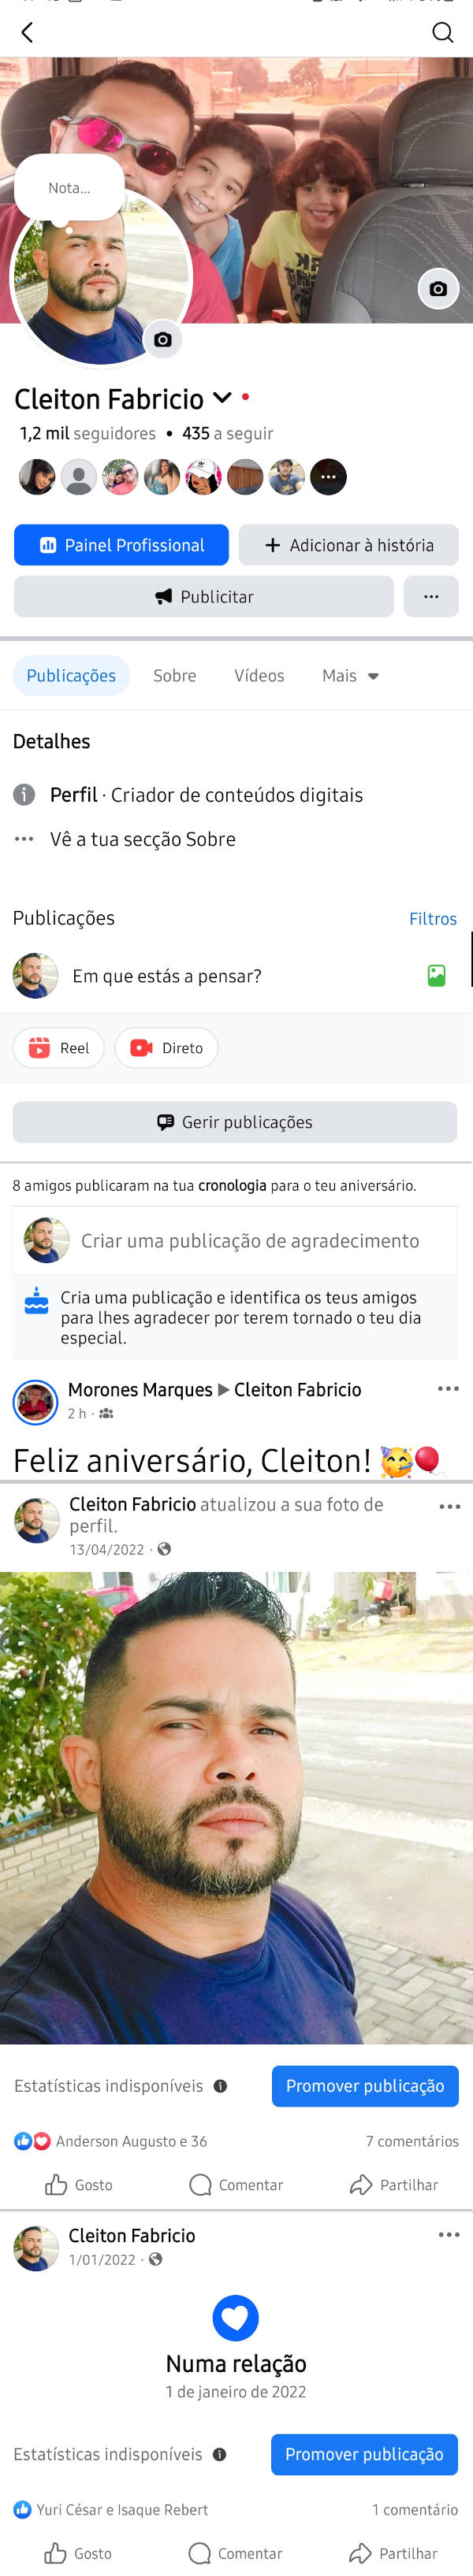 Nota...
Cleiton Fabricio
1,2 mil seguidores • 435 a seguir
Painel Profissional
+ Adicionar à história
Publicitar
Publicações
Sobre
Vídeos
Mais
Detalhes
Perfil · Criador de conteúdos digitais
Vê a tua secção Sobre
Publicações
Filtros
Em que estás a pensar?
Reel
Direto
Gerir publicações
8 amigos publicaram na tua cronologia para o teu aniversário.
Criar uma publicação de agradecimento
Cria uma publicação e identifica os teus amigos
para lhes agradecer por terem tornado o teu dia
especial.
Morones Marques ▶ Cleiton Fabricio
2 h ·
Feliz aniversário, Cleiton! 🥳🎈
Cleiton Fabricio atualizou a sua foto de
perfil.
13/04/2022 ·
Estatísticas indisponíveis
Promover publicação
Anderson Augusto e 36
7 comentários
Gosto
Comentar
Partilhar
Cleiton Fabricio
1/01/2022 ·
Numa relação
1 de janeiro de 2022
Estatísticas indisponíveis
Promover publicação
Yuri César e Isaque Rebert
1 comentário
Gosto
Comentar
Partilhar